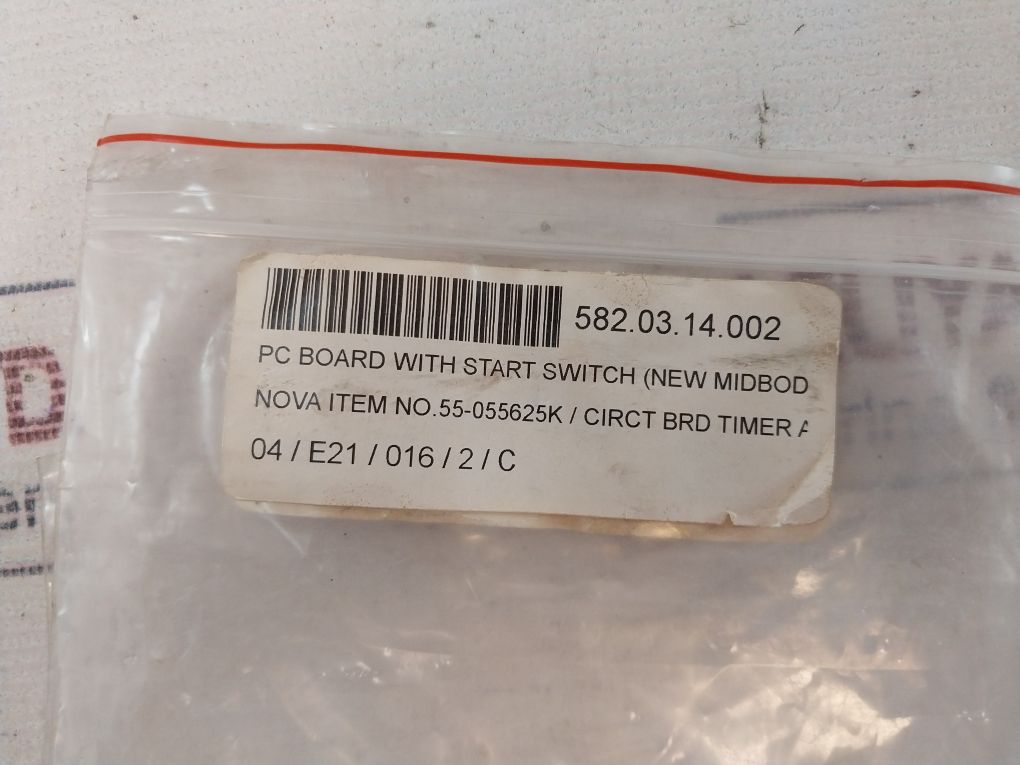 582.03.14.002
PC BOARD WITH START SWITCH (NEW MIDBOD
NOVA ITEM NO.55-055625K / CIRCT BRD TIMER A
04 / E21 / 016 / 2 / C
D